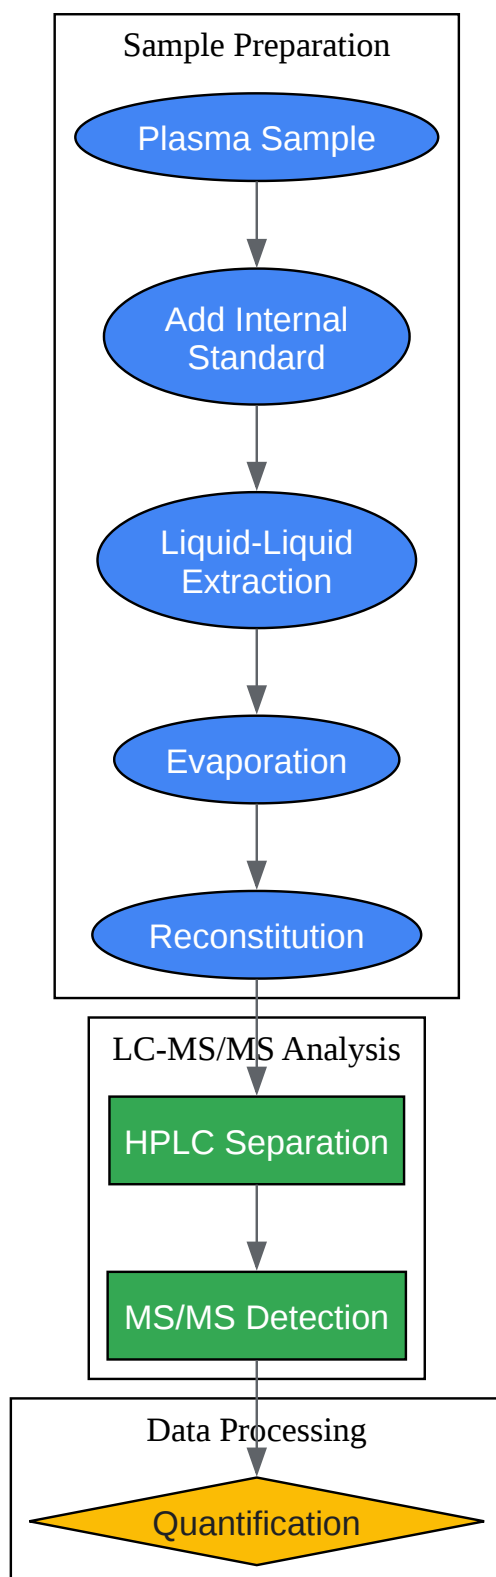 Sample Preparation
Plasma Sample
Add Internal
Standard
Liquid-Liquid
Extraction
Evaporation
Reconstitution
LC-MS/MS Analysis
HPLC Separation
MS/MS Detection
Data Processing
Quantification